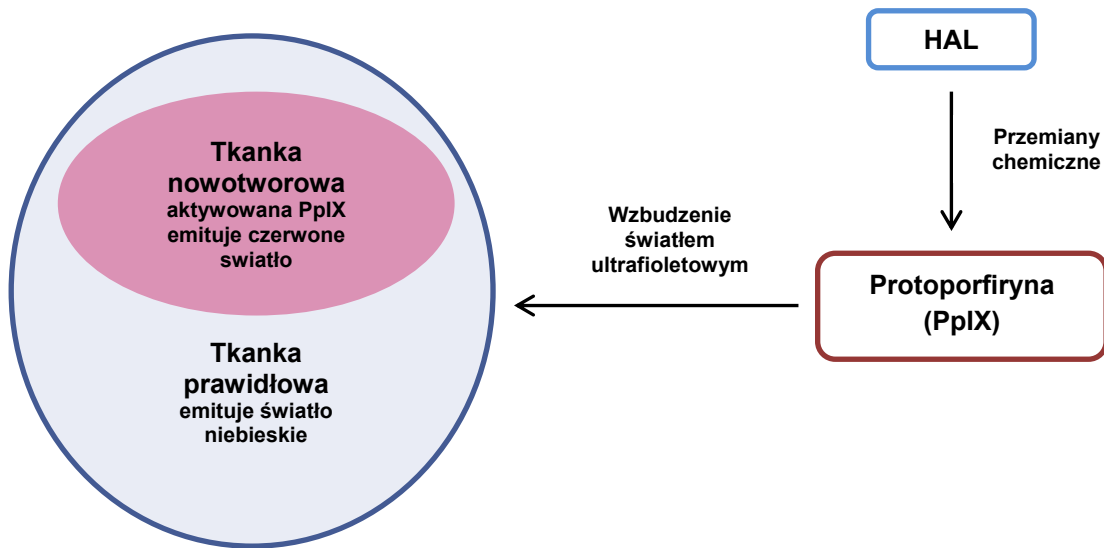 HAL
Przemiany
chemiczne
Protoporfiryna
(PpIX)
Wzbudzenie
światłem
ultrafioletowym
Tkanka
nowotworowa
aktywowana PpIX
emituje czerwone
swiatło
Tkanka
prawidłowa
emituje światło
niebieskie